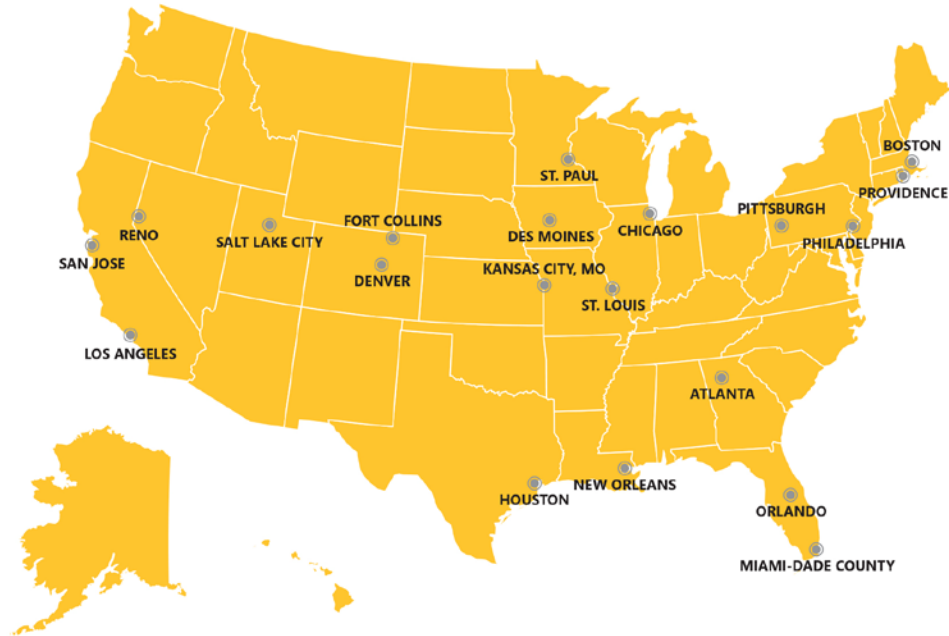 BOSTON
ST. PAUL
PROVIDENCE
PITTSBURGH
FORT COLLINS
RENO
SALT LAKE CITY
DES MOINES
CHICAGO
PHILADELPHIA
SAN JOSE
KANSAS CITY, MO
DENVER
ST. LOUIS
LOS ANGELES
ATLANTA
NEW ORLEANS
HOUSTON
ORLANDO
MIAMI-DADE COUNTY